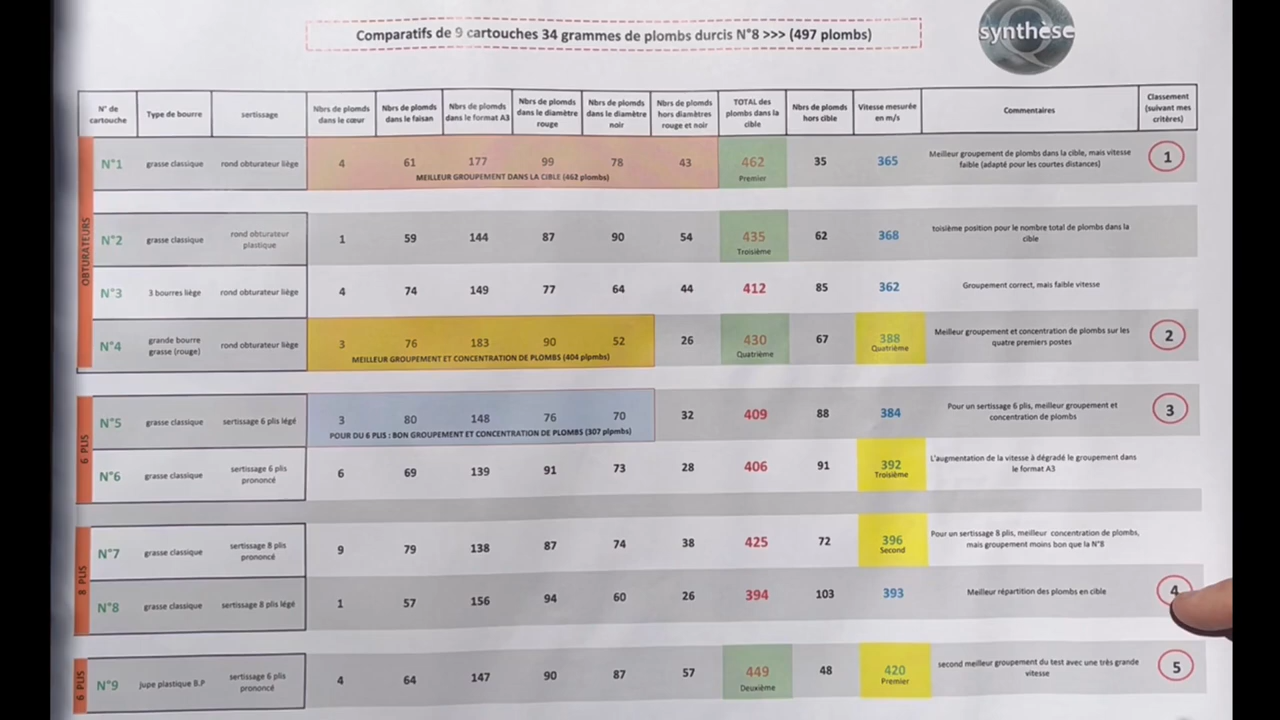 Comparatifs de 9 cartouches 34 grammes de plombs durcis N°8 >>> (497 plombs)
synthèse
N° de cartouche Type de bourre sertissage Nbrs de plomds dans le cœur Nbrs de plomds dans le faisan Nbrs de plomds dans le format A3 Nbrs de plomds dans le diamètre rouge Nbrs de plomds dans le diamètre noir Nbrs de plomds hors diamètres rouge et noir TOTAL des plombs dans la cible Nbrs de plomds hors cible Vitesse mesurée en m/s Commentaires Classement (suivant mes critères)
OBTURATEURS
N°1 grasse classique rond obturateur liège 4 61 177 99 78 43 462 35 365 Meilleur groupement de plombs dans la cible, mais vitesse faible (adapté pour les courtes distances) 1
MEILLEUR GROUPEMENT DANS LA CIBLE (462 plombs) Premier
N°2 grasse classique rond obturateur plastique 1 59 144 87 90 54 435 62 368 toisième position pour le nombre total de plombs dans la cible
Troisième
N°3 3 bourres liège rond obturateur liège 4 74 149 77 64 44 412 85 362 Groupement correct, mais faible vitesse
N°4 grande bourre grasse (rouge) rond obturateur liège 3 76 183 90 52 26 430 67 388 Meilleur groupement et concentration de plombs sur les quatre premiers postes 2
MEILLEUR GROUPEMENT ET CONCENTRATION DE PLOMBS (404 plpmbs) Quatrième Quatrième
6 PLIS
N°5 grasse classique sertissage 6 plis légé 3 80 148 76 70 32 409 88 384 Pour un sertissage 6 plis, meilleur groupement et concentration de plombs 3
POUR DU 6 PLIS : BON GROUPEMENT ET CONCENTRATION DE PLOMBS (307 plpmbs)
N°6 grasse classique sertissage 6 plis prononcé 6 69 139 91 73 28 406 91 392 L'augmentation de la vitesse à dégradé le groupement dans le format A3
Troisième
8 PLIS
N°7 grasse classique sertissage 8 plis prononcé 9 79 138 87 74 38 425 72 396 Pour un sertissage 8 plis, meilleur concentration de plombs, mais groupement moins bon que la N°8
Second
N°8 grasse classique sertissage 8 plis légé 1 57 156 94 60 26 394 103 393 Meilleur répartition des plombs en cible 4
6 PLIS
N°9 jupe plastique B.P sertissage 6 plis prononcé 4 64 147 90 87 57 449 48 420 second meilleur groupement du test avec une très grande vitesse 5
Deuxième Premier